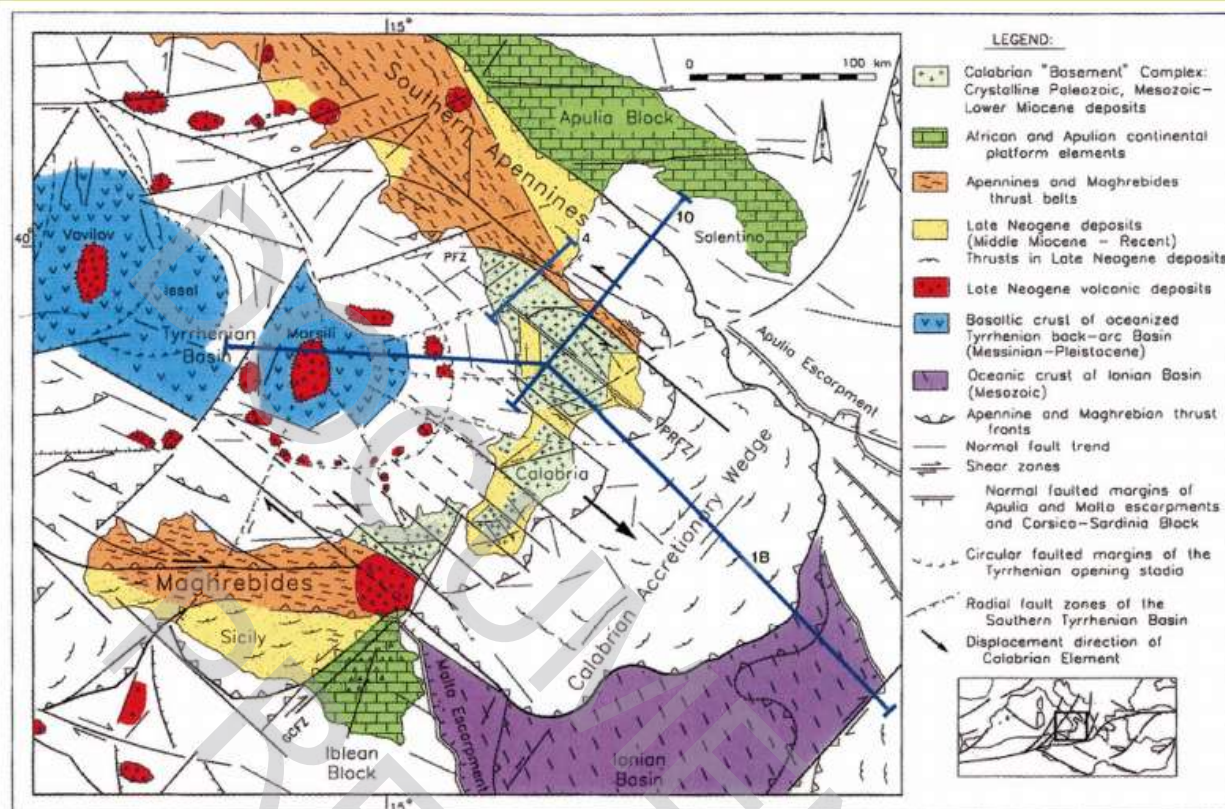 15°
0
100 km
Southern Apennines
Apulia Block
10
Salentino
4
PFZ
40°
Vavilov
Issel
Tyrrhenian
Basin
Marsili
Apulia Escarpment
Calabria
Calabrian Accretionary Wedge
1B
Maghrebides
Sicily
Malta Escarpment
GCFZ
Iblean
Block
Ionian
Basin
15°
LEGEND:
Calabrian "Basement" Complex:
Crystalline Paleozoic, Mesozoic-
Lower Miocene deposits
African and Apulian continental
platform elements
Apennines and Maghrebides
thrust belts
Late Neogene deposits
(Middle Miocene - Recent)
Thrusts in Late Neogene deposits
Late Neogene volcanic deposits
Basaltic crust of oceanized
Tyrrhenian back-arc Basin
(Messinian-Pleistocene)
Oceanic crust of Ionian Basin
(Mesozoic)
Apennine and Maghrebian thrust
fronts
Normal fault trend
Shear zones
Normal faulted margins of
Apulia and Malta escarpments
and Corsica-Sardinia Block
Circular faulted margins of the
Tyrrhenian opening stadia
Radial fault zones of the
Southern Tyrrhenian Basin
Displacement direction of
Calabrian Element